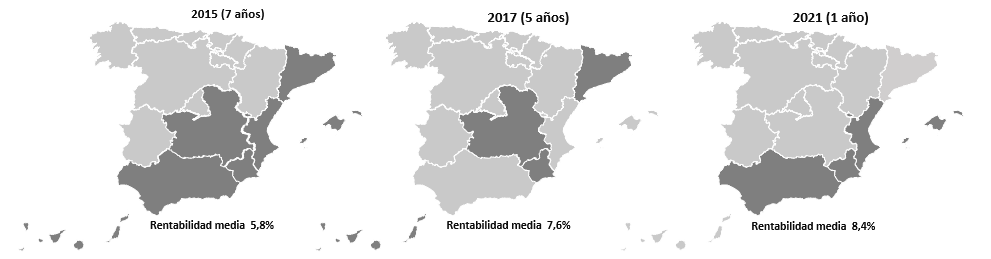 2015 (7 años)
2017 (5 años)
2021 (1 año)
Rentabilidad media 5,8%
Rentabilidad media 7,6%
Rentabilidad media 8,4%